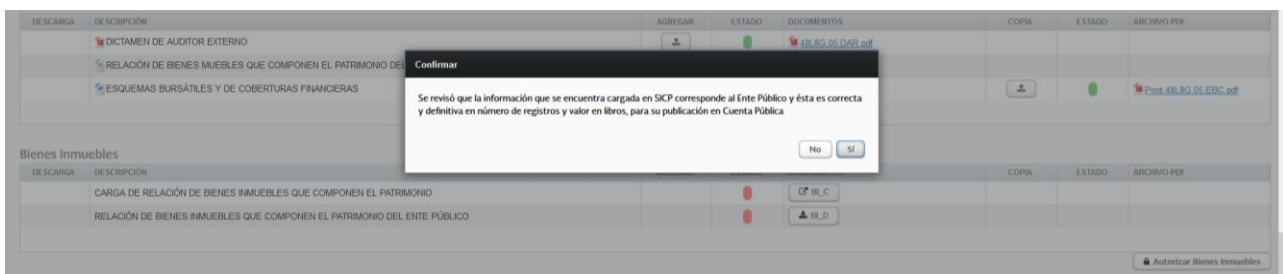 DESCARGA DESCRIPCIÓN AGREGAR ESTADO DOCUMENTOS COPIA ESTADO ARCHIVO PDF
DICTAMEN DE AUDITOR EXTERNO 48L8G.05.DAR.pdf
RELACIÓN DE BIENES MUEBLES QUE COMPONEN EL PATRIMONIO DEL
ESQUEMAS BURSÁTILES Y DE COBERTURAS FINANCIERAS Print.48L8G.05.EBC.pdf
Confirmar
Se revisó que la información que se encuentra cargada en SICP corresponde al Ente Público y ésta es correcta
y definitiva en número de registros y valor en libros, para su publicación en Cuenta Pública
No Sí
Bienes Inmuebles
DESCARGA DESCRIPCIÓN COPIA ESTADO ARCHIVO PDF
CARGA DE RELACIÓN DE BIENES INMUEBLES QUE COMPONEN EL PATRIMONIO BI_C
RELACIÓN DE BIENES INMUEBLES QUE COMPONEN EL PATRIMONIO DEL ENTE PÚBLICO BI_D
Autorizar Bienes Inmuebles